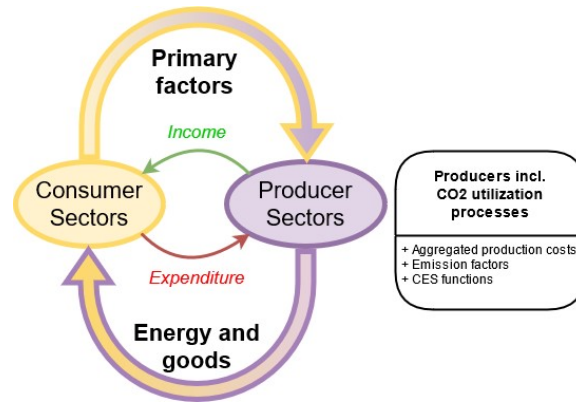 Primary
factors
Income
Consumer
Sectors
Producer
Sectors
Expenditure
Energy and
goods
Producers incl.
CO2 utilization
processes
+ Aggregated production costs
+ Emission factors
+ CES functions